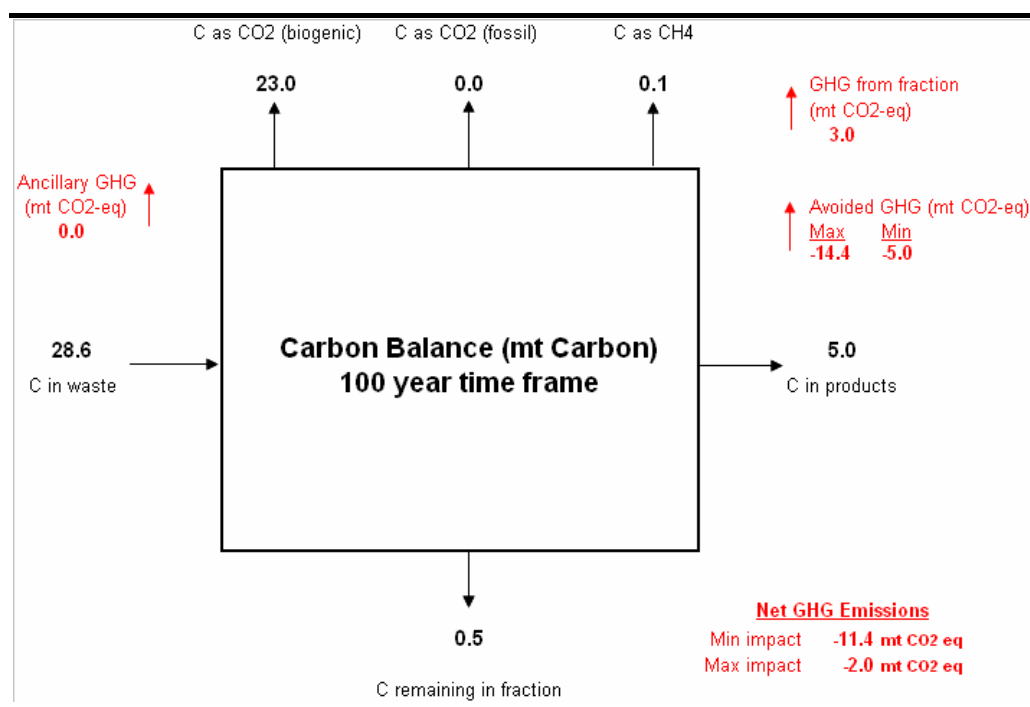 C as CO2 (biogenic) C as CO2 (fossil) C as CH4
23.0 0.0 0.1
GHG from fraction
(mt CO2-eq)
3.0
Ancillary GHG
(mt CO2-eq)
0.0
Avoided GHG (mt CO2-eq)
Max Min
-14.4 -5.0
28.6
C in waste
Carbon Balance (mt Carbon)
100 year time frame
5.0
C in products
0.5
C remaining in fraction
Net GHG Emissions
Min impact -11.4 mt CO2 eq
Max impact -2.0 mt CO2 eq